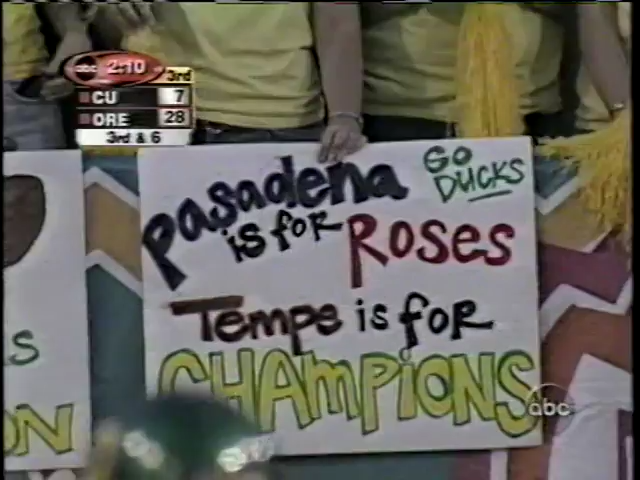 abc 2:10 3rd
CU 7
ORE 28
3rd & 6
Pasadena
is for Roses
GO DUCKS
Tempe is for
CHAMPiONS
S
ON
abc